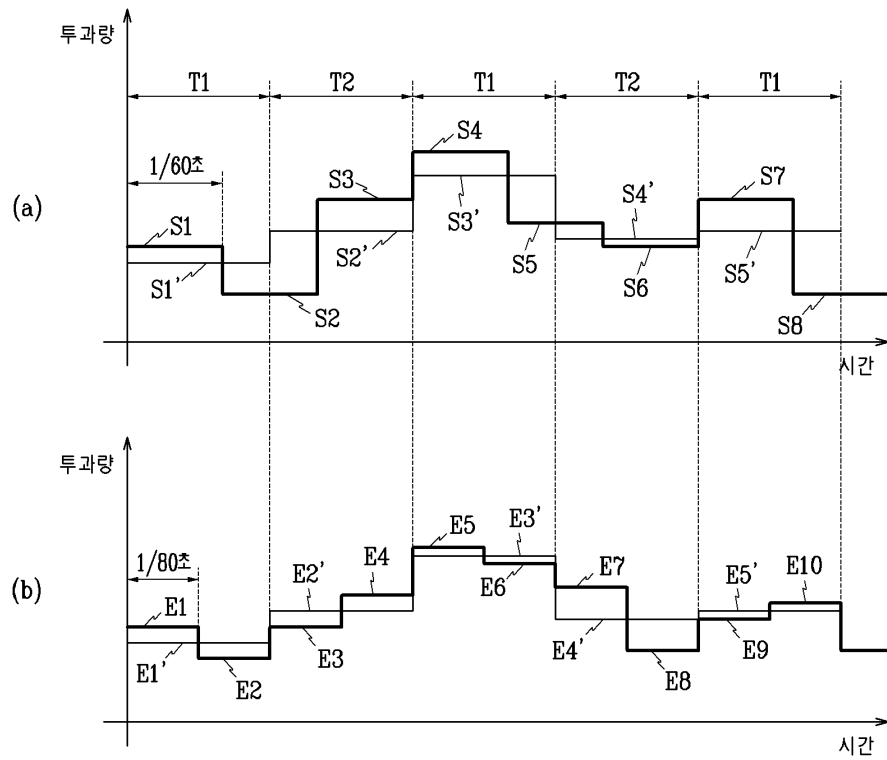 투과량
T1 T2 T1 T2 T1
S4
1/60초
S3 S7
(a)
S1 S3' S4'
S2' S5 S5'
S1' S6
S2 S8
시간
투과량
E5 E3'
1/80초
E2' E4 E6 E7 E5' E10
(b)
E1
E1' E2 E3 E4' E8 E9
시간